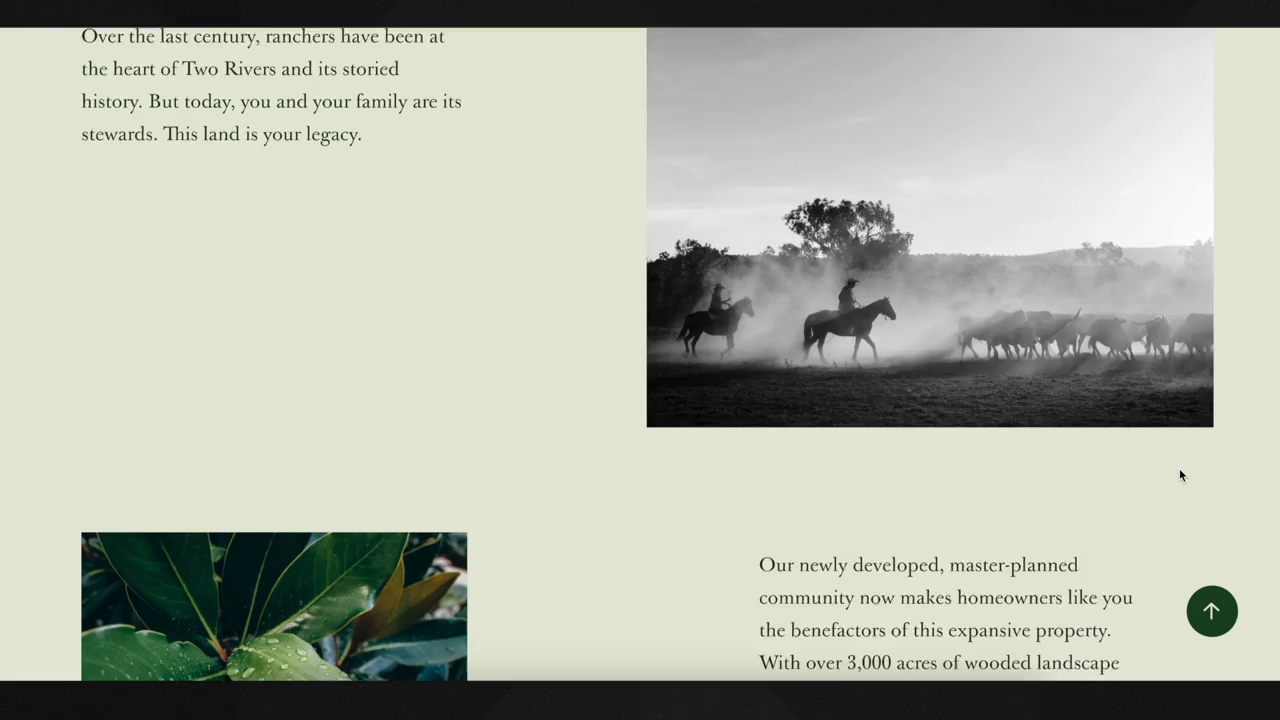 Over the last century, ranchers have been at
the heart of Two Rivers and its storied
history. But today, you and your family are its
stewards. This land is your legacy.
Our newly developed, master-planned
community now makes homeowners like you
the benefactors of this expansive property.
With over 3,000 acres of wooded landscape